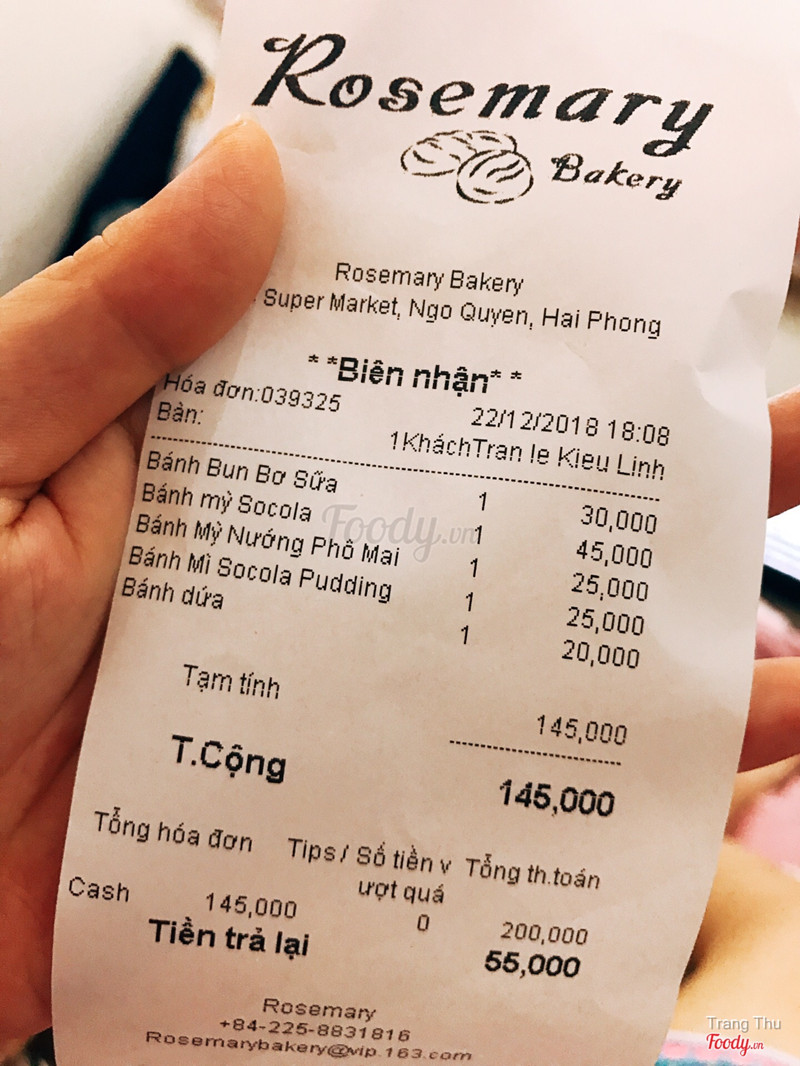 Rosemary
Bakery
Rosemary Bakery
Super Market, Ngo Quyen, Hai Phong
**Biên nhận**
Hóa đơn:039325 22/12/2018 18:08
Bàn: 1KháchTran le Kieu Linh
Bánh Bun Bơ Sữa 1 30,000
Bánh mỳ Socola 1 45,000
Bánh Mỳ Nướng Phô Mai 1 25,000
Bánh Mì Socola Pudding 1 25,000
Bánh dứa 1 20,000
Foody.vn
Tạm tính 145,000
T.Cộng 145,000
Tổng hóa đơn Tips / Số tiền v Tổng th.toán
ượt quá
Cash 145,000 0 200,000
Tiền trả lại 55,000
Rosemary
+84-225-8831816
Rosemarybakery@vip.163.com
Trang Thu
Foody.vn